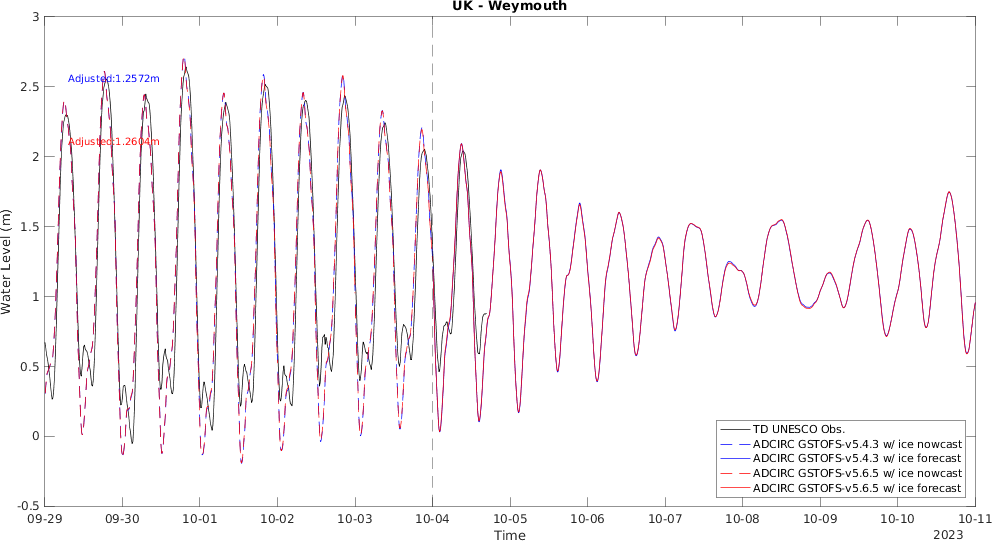 UK - Weymouth
3
2.5
2
1.5
1
0.5
0
-0.5
Water Level (m)
Adjusted:1.2572m
Adjusted:1.2604m
TD UNESCO Obs.
ADCIRC GSTOFS-v5.4.3 w/ ice nowcast
ADCIRC GSTOFS-v5.4.3 w/ ice forecast
ADCIRC GSTOFS-v5.6.5 w/ ice nowcast
ADCIRC GSTOFS-v5.6.5 w/ ice forecast
09-29 09-30 10-01 10-02 10-03 10-04 10-05 10-06 10-07 10-08 10-09 10-10 10-11
Time
2023